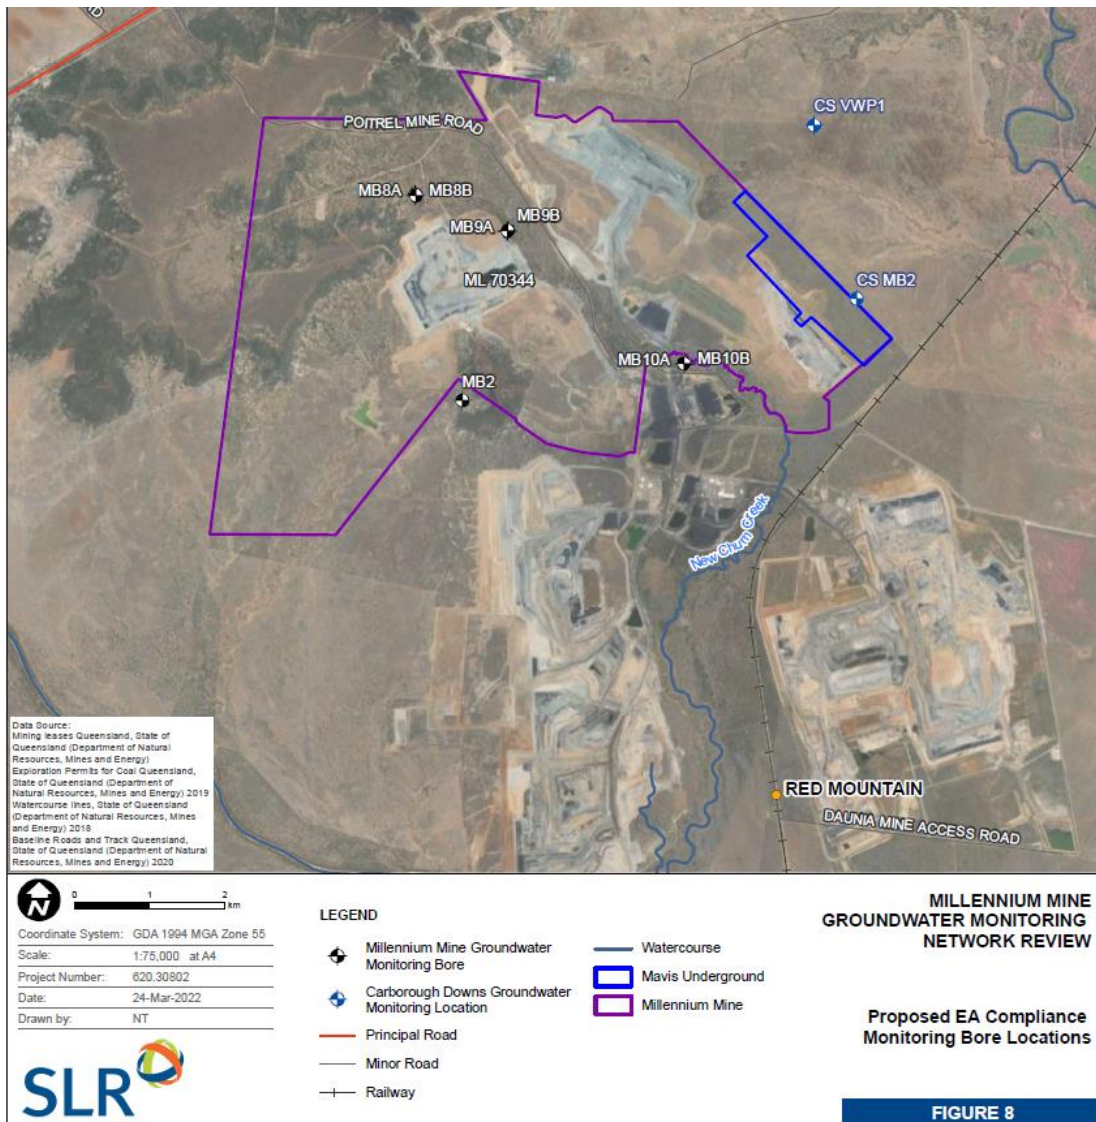 D
POITREL MINE ROAD
CS VWP1
MB8A MB8B
MB9A MB9B
ML 70344
CS MB2
MB10A MB10B
MB2
New Chum Creek
RED MOUNTAIN
DAUNIA MINE ACCESS ROAD
Data Source:
Mining leases Queensland, State of
Queensland (Department of Natural
Resources, Mines and Energy)
Exploration Permits for Coal Queensland,
State of Queensland (Department of
Natural Resources, Mines and Energy) 2019
Watercourse lines, State of Queensland
(Department of Natural Resources, Mines
and Energy) 2018
Baseline Roads and Track Queensland,
State of Queensland (Department of Natural
Resources, Mines and Energy) 2020
N
0 1 2
km
Coordinate System: GDA 1994 MGA Zone 55
Scale: 1:75,000 at A4
Project Number: 620.30802
Date: 24-Mar-2022
Drawn by: NT
SLR
LEGEND
Millennium Mine Groundwater
Monitoring Bore
Carborough Downs Groundwater
Monitoring Location
Principal Road
Minor Road
Railway
Watercourse
Mavis Underground
Millennium Mine
MILLENNIUM MINE
GROUNDWATER MONITORING
NETWORK REVIEW
Proposed EA Compliance
Monitoring Bore Locations
FIGURE 8